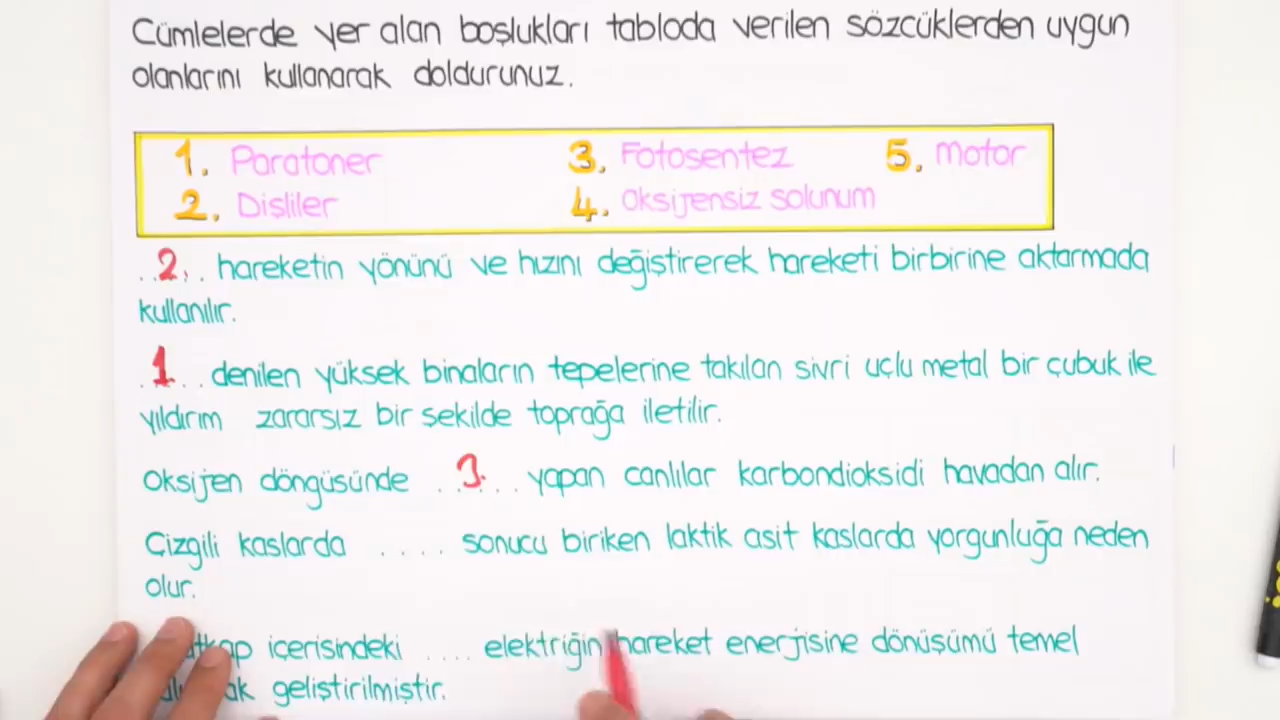 Cümlelerde yer alan boşlukları tabloda verilen sözcüklerden uygun
olanlarını kullanarak doldurunuz.
1. Paratoner 3. Fotosentez 5. Motor
2. Dişliler 4. Oksijensiz solunum
..2.. hareketin yönünü ve hızını değiştirerek hareketi birbirine aktarmada
kullanılır.
.1.. denilen yüksek binaların tepelerine takılan sivri uçlu metal bir çubuk ile
yıldırım zararsız bir şekilde toprağa iletilir.
Oksijen döngüsünde ..3... yapan canlılar karbondioksidi havadan alır.
Çizgili kaslarda .... sonucu biriken laktik asit kaslarda yorgunluğa neden
olur.
içerisindeki .... elektriğin hareket enerjisine dönüşümü temel
geliştirilmiştir.